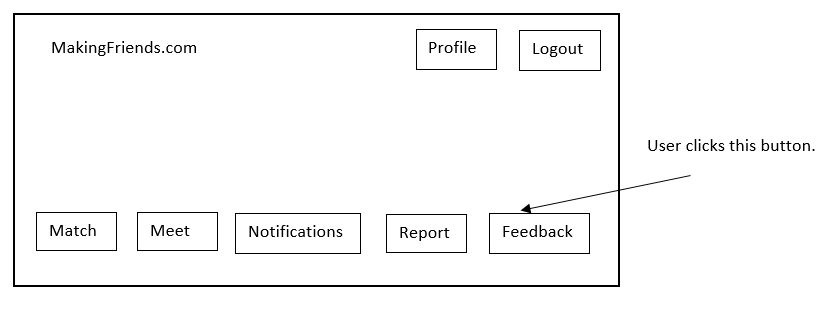 MakingFriends.com
Profile
Logout
User clicks this button.
Match
Meet
Notifications
Report
Feedback